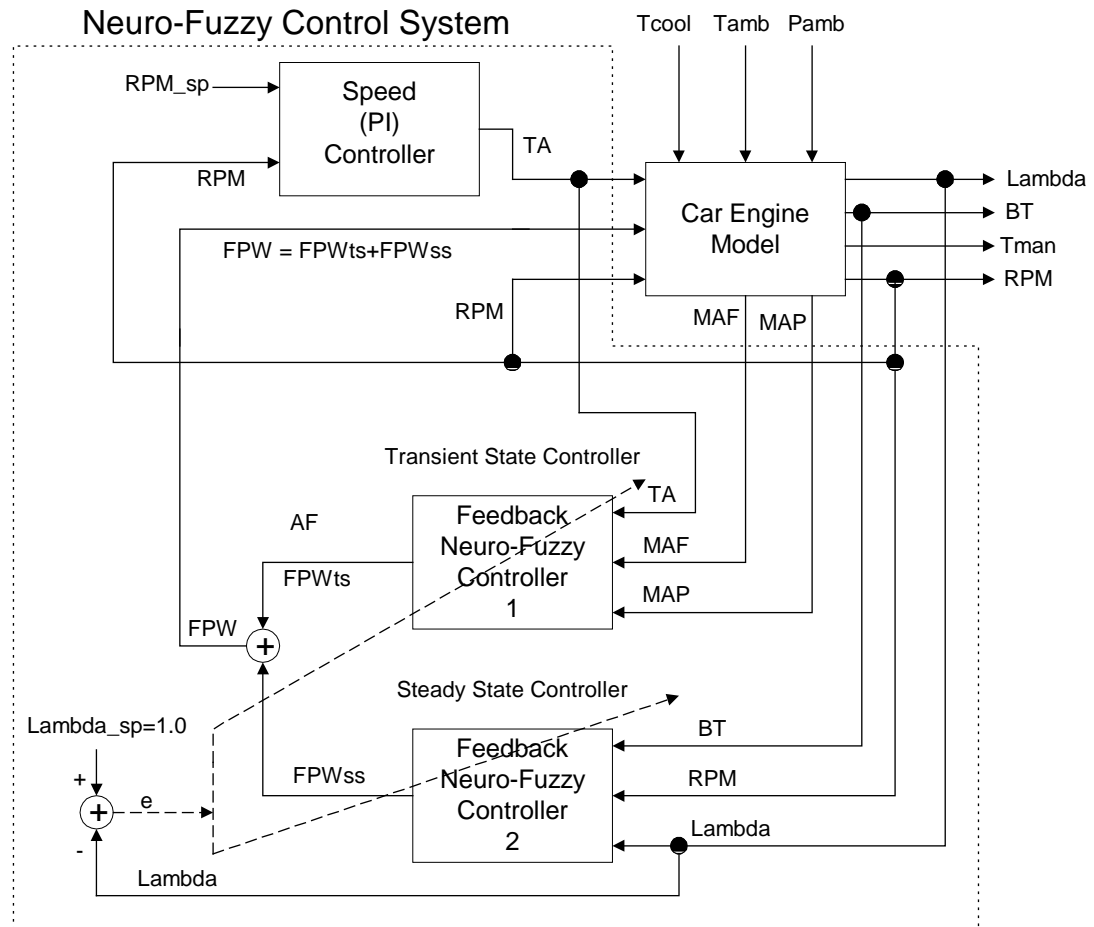 Neuro-Fuzzy Control System
Tcool
Tamb
Pamb
RPM_sp
Speed
(PI)
Controller
TA
RPM
Lambda
BT
Tman
RPM
Car Engine
Model
FPW = FPWts+FPWss
RPM
MAF
MAP
Transient State Controller
TA
AF
Feedback
Neuro-Fuzzy
Controller
1
MAF
MAP
FPWts
FPW
+
Steady State Controller
Lambda_sp=1.0
BT
Feedback
Neuro-Fuzzy
Controller
2
FPWss
RPM
+
e
+
Lambda
-
Lambda